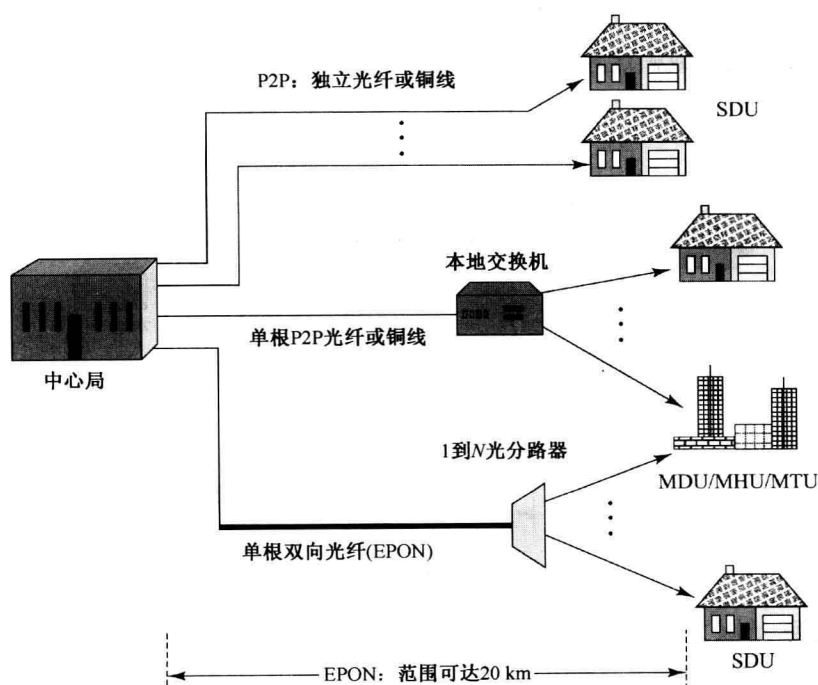 P2P：独立光纤或铜线
SDU
本地交换机
单根P2P光纤或铜线
中心局
1到N光分路器
MDU/MHU/MTU
单根双向光纤(EPON)
SDU
EPON：范围可达20 km